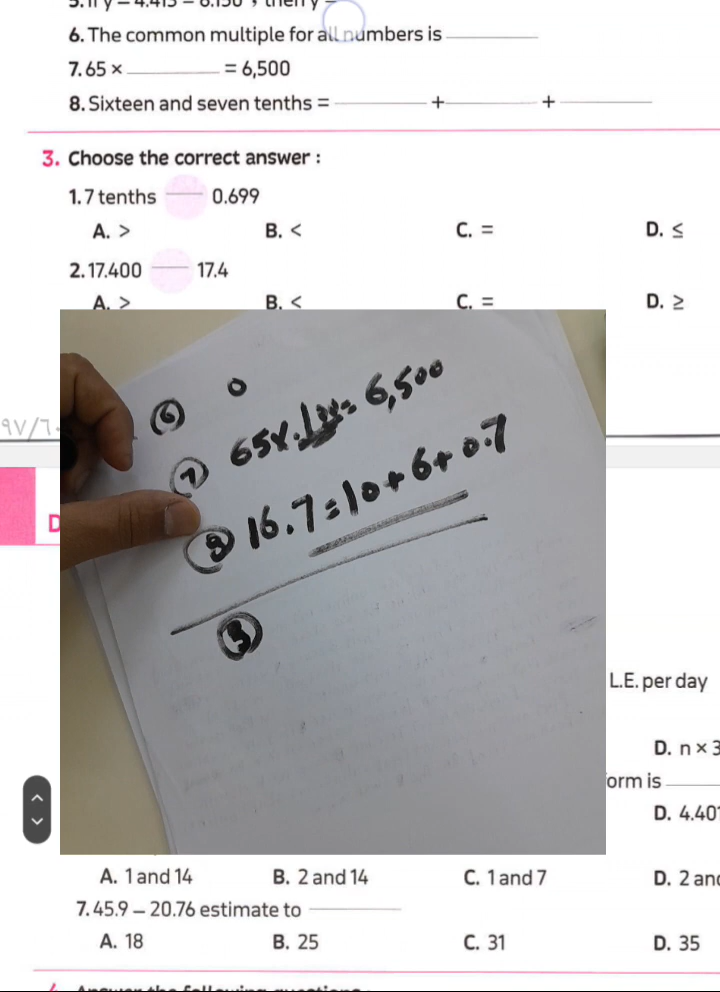 6. The common multiple for all numbers is
7. 65 × = 6,500
8. Sixteen and seven tenths = + +
3. Choose the correct answer :
1. 7 tenths 0.699
A. > B. < C. = D. ≤
2. 17.400 17.4
A. > B. < C. = D. ≥
6 0
7 65 × = 6,500
8 16.7 = 10 + 6 + 0.7
3
L.E. per day
D. n × 3
orm is
D. 4.401
A. 1 and 14 B. 2 and 14 C. 1 and 7 D. 2 and
7. 45.9 – 20.76 estimate to
A. 18 B. 25 C. 31 D. 35